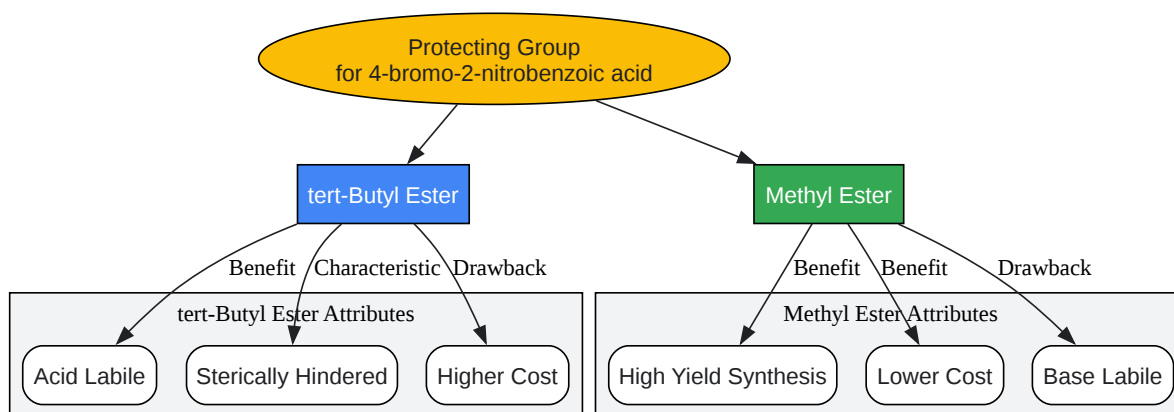 Protecting Group
for 4-bromo-2-nitrobenzoic acid
tert-Butyl Ester
Methyl Ester
Benefit
Characteristic
Drawback
Benefit
Benefit
Drawback
tert-Butyl Ester Attributes
Methyl Ester Attributes
Acid Labile
Sterically Hindered
Higher Cost
High Yield Synthesis
Lower Cost
Base Labile